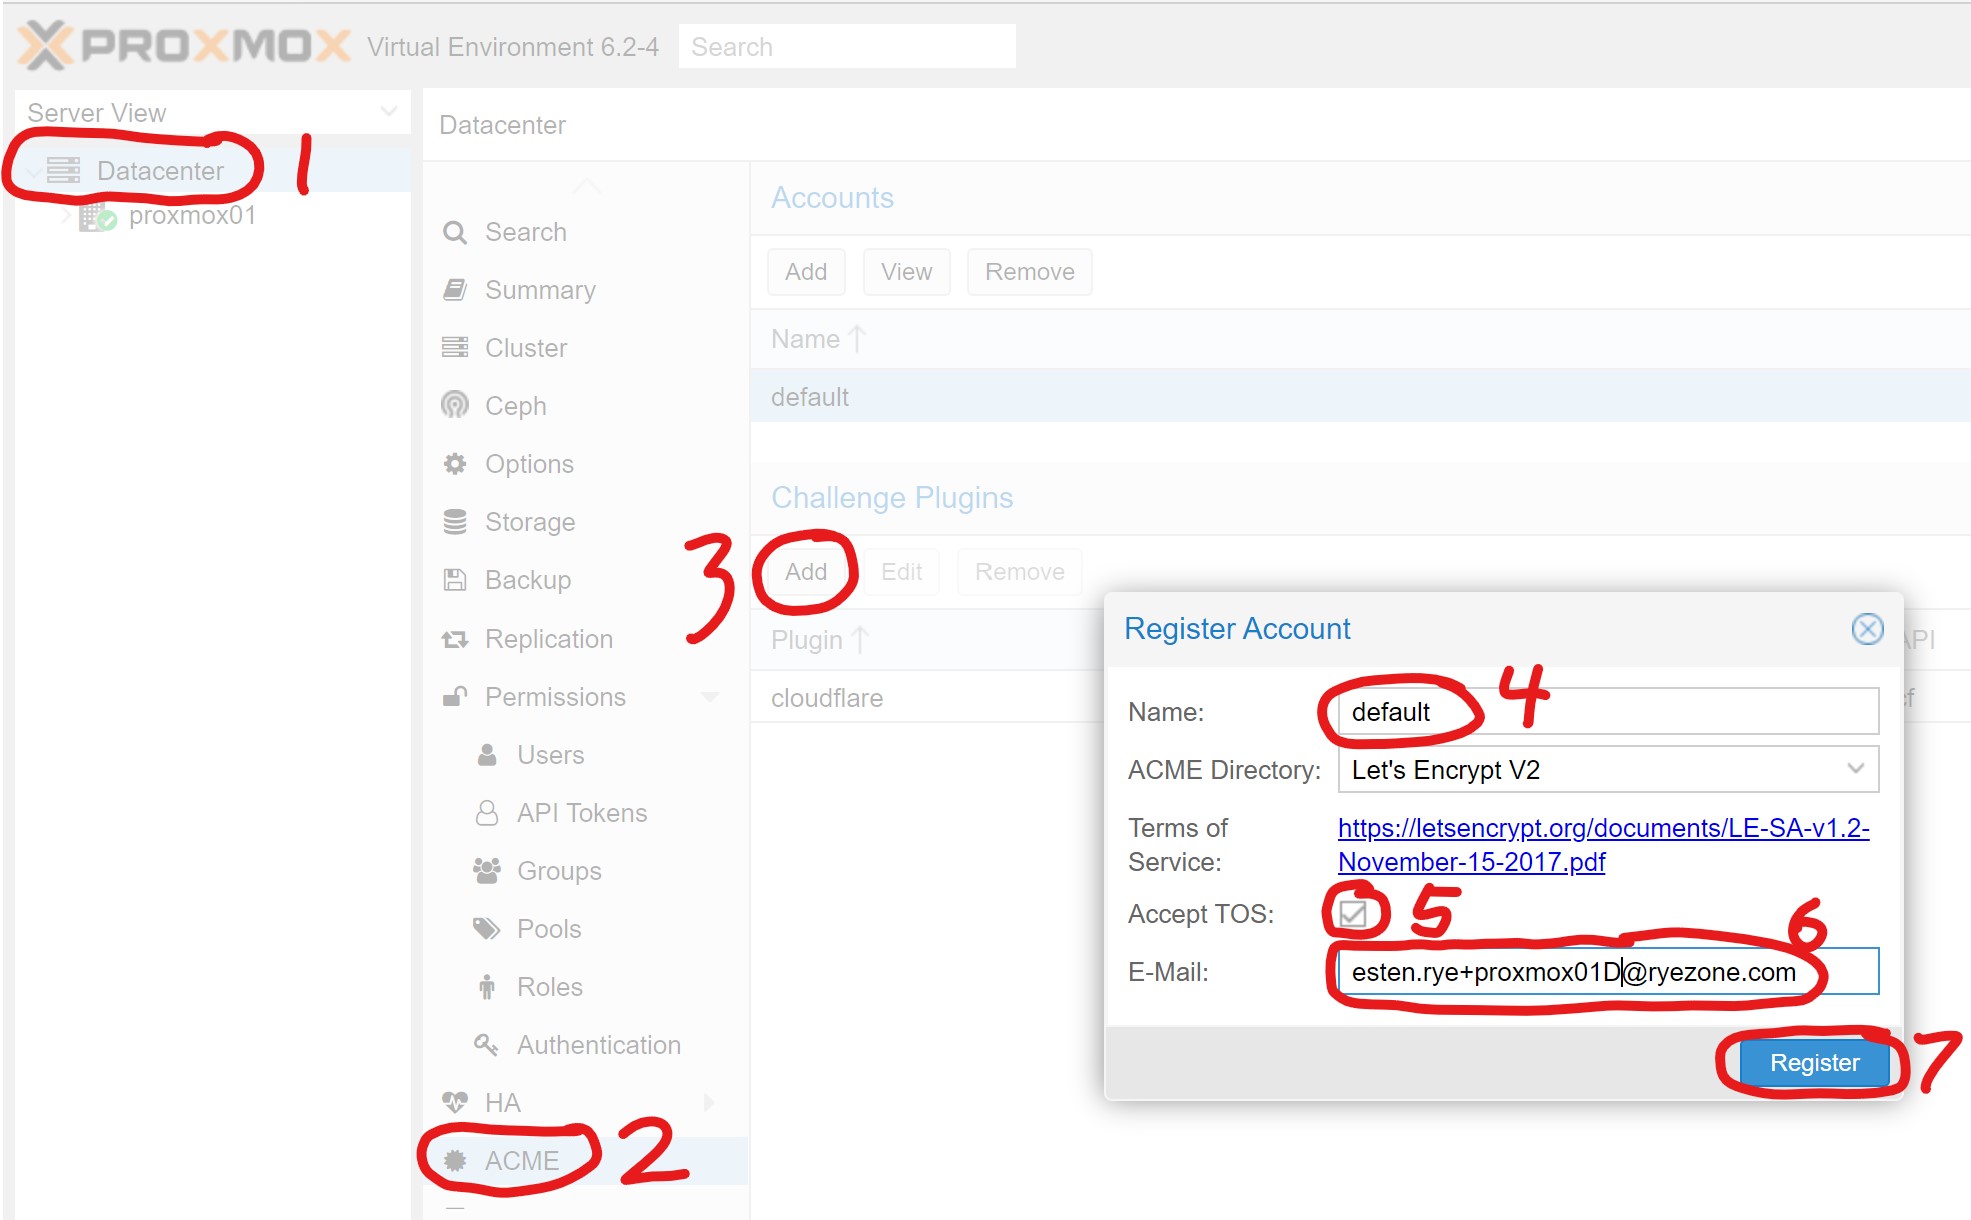 PROXMOX Virtual Environment 6.2-4 Search
Server View
Datacenter 1
proxmox01
Datacenter
Search
Summary
Cluster
Ceph
Options
Storage
Backup
Replication
Permissions
Users
API Tokens
Groups
Pools
Roles
Authentication
HA
ACME 2
Accounts
Add View Remove
Name
default
Challenge Plugins
3 Add Edit Remove
Plugin API
cloudflare cf
Register Account
Name: default 4
ACME Directory: Let's Encrypt V2
Terms of
Service:
https://letsencrypt.org/documents/LE-SA-v1.2-
November-15-2017.pdf
Accept TOS: 5
E-Mail: esten.rye+proxmox01D@ryezone.com 6
Register 7